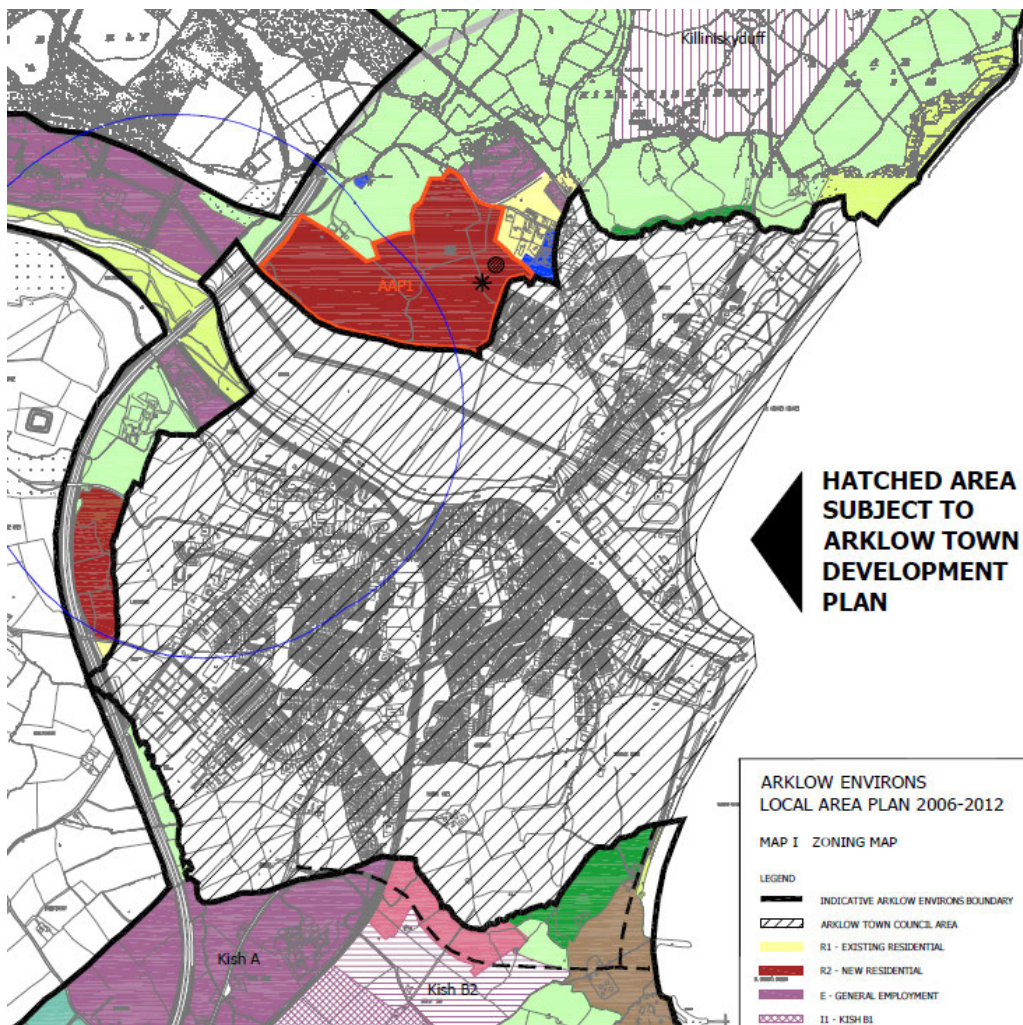 Killiniskyduff
AAP1
HATCHED AREA
SUBJECT TO
ARKLOW TOWN
DEVELOPMENT
PLAN
Kish A
Kish B2
ARKLOW ENVIRONS
LOCAL AREA PLAN 2006-2012
MAP I ZONING MAP
LEGEND
INDICATIVE ARKLOW ENVIRONS BOUNDARY
ARKLOW TOWN COUNCIL AREA
R1 - EXISTING RESIDENTIAL
R2 - NEW RESIDENTIAL
E - GENERAL EMPLOYMENT
I1 - KISH B1